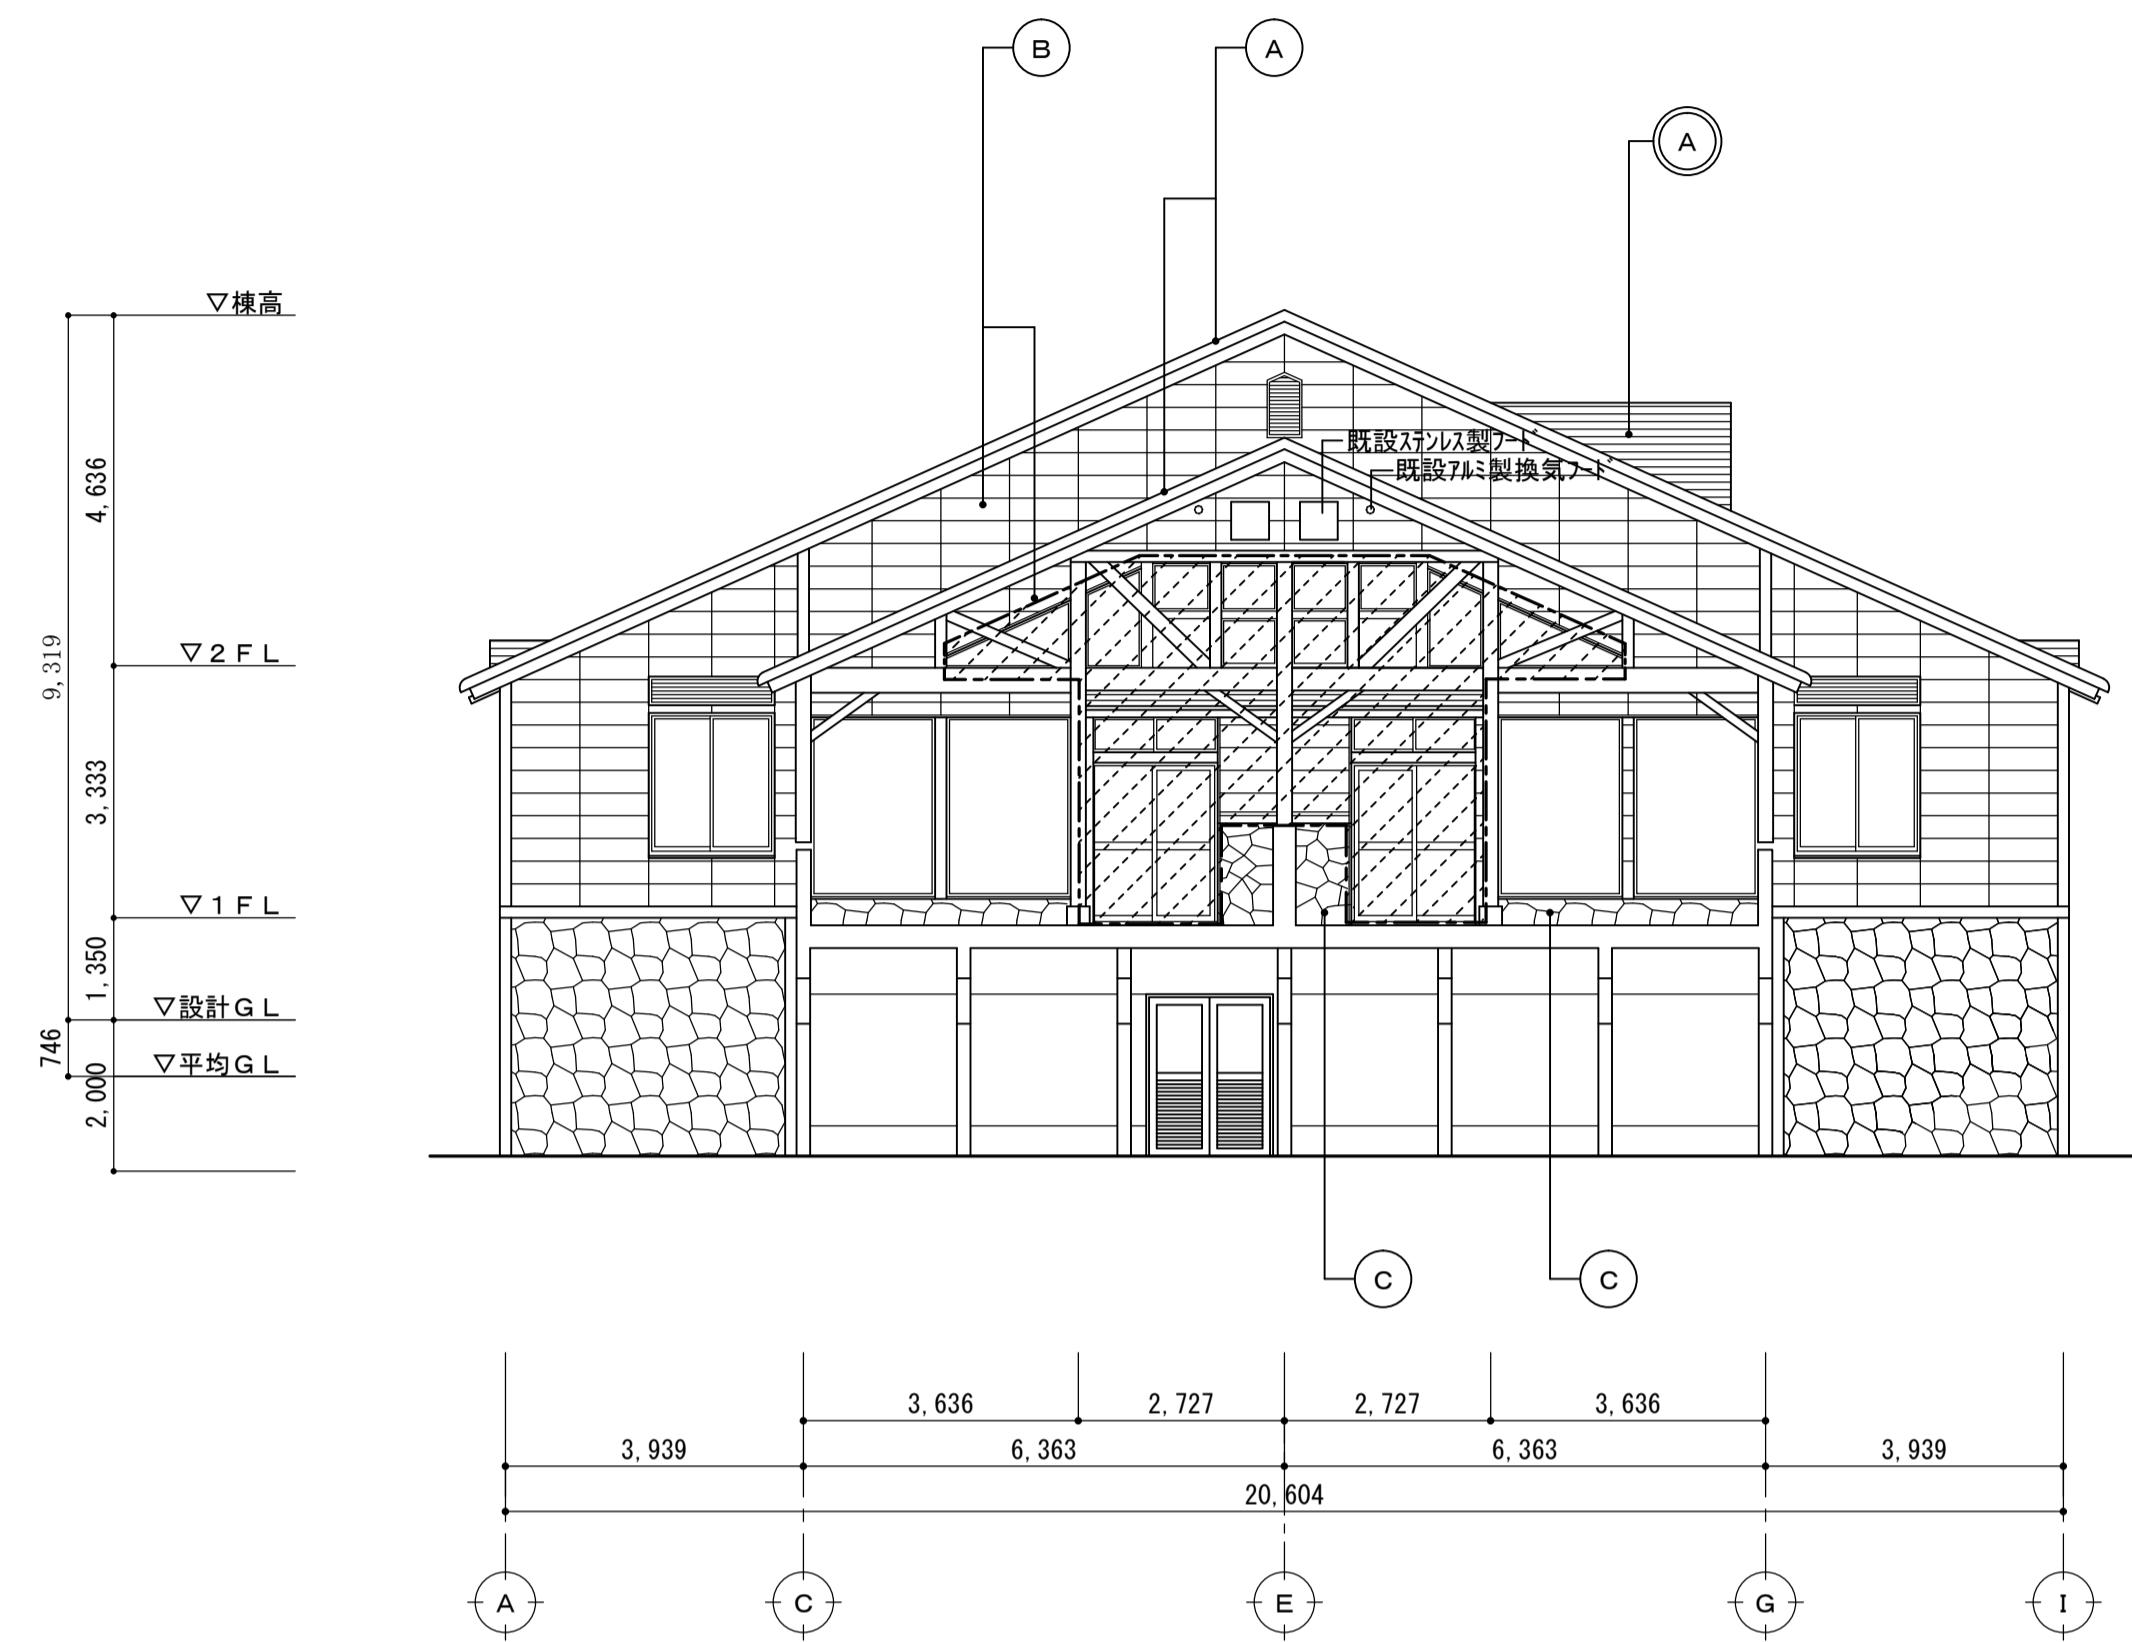 B
A
A
▽棟高
既設ｽﾃﾝﾚｽ製ﾌｰﾄﾞ
既設ｱﾙﾐ製換気ﾌｰﾄﾞ
4,636
9,319
▽２ＦＬ
3,333
▽１ＦＬ
1,350
▽設計ＧＬ
746
▽平均ＧＬ
2,000
C
C
3,636
2,727
2,727
3,636
3,939
6,363
6,363
3,939
20,604
A
C
E
G
I